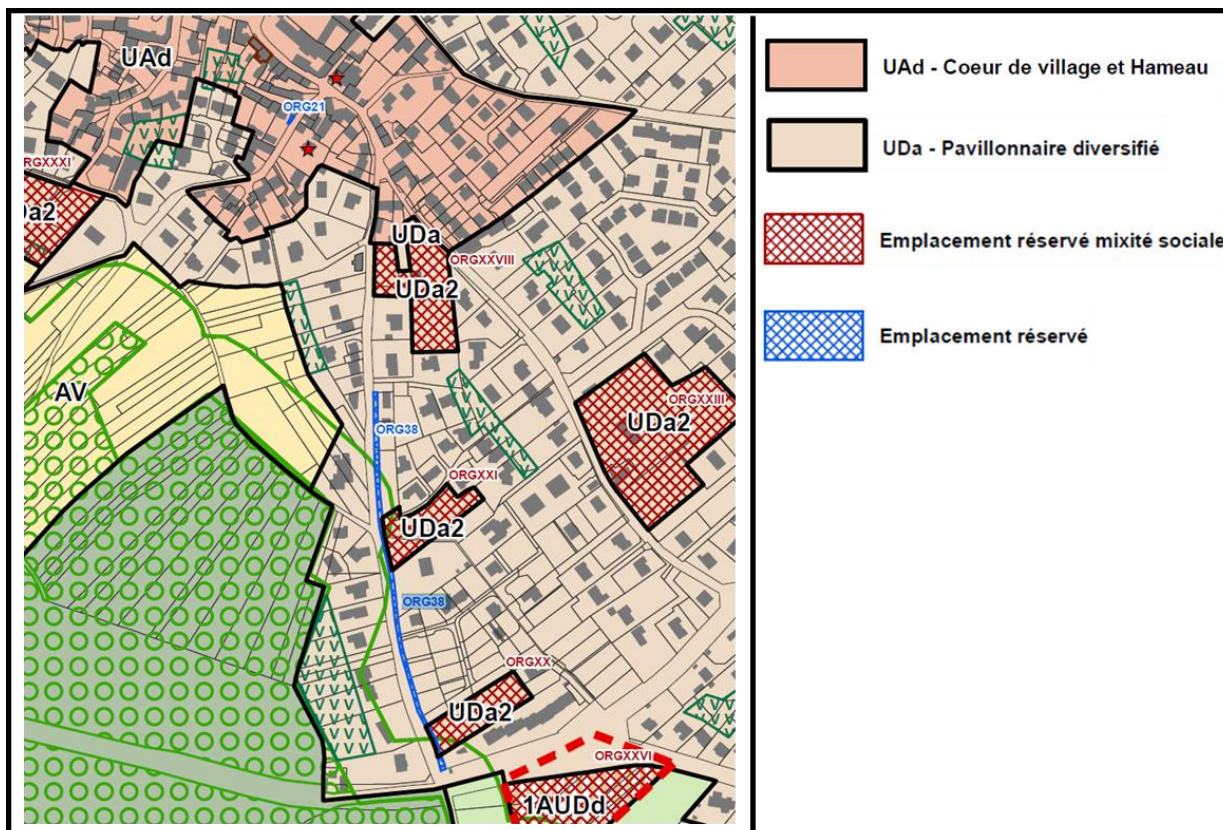 UAd
ORG21
ORGXXXI
Da2
UDa
ORGXXVIII
UDa2
AV
ORGXXIII
UDa2
ORG38
ORGXXI
UDa2
ORG38
ORGXX
UDa2
ORGXXVI
1AUDd
UAd - Coeur de village et Hameau
UDa - Pavillonnaire diversifié
Emplacement réservé mixité sociale
Emplacement réservé